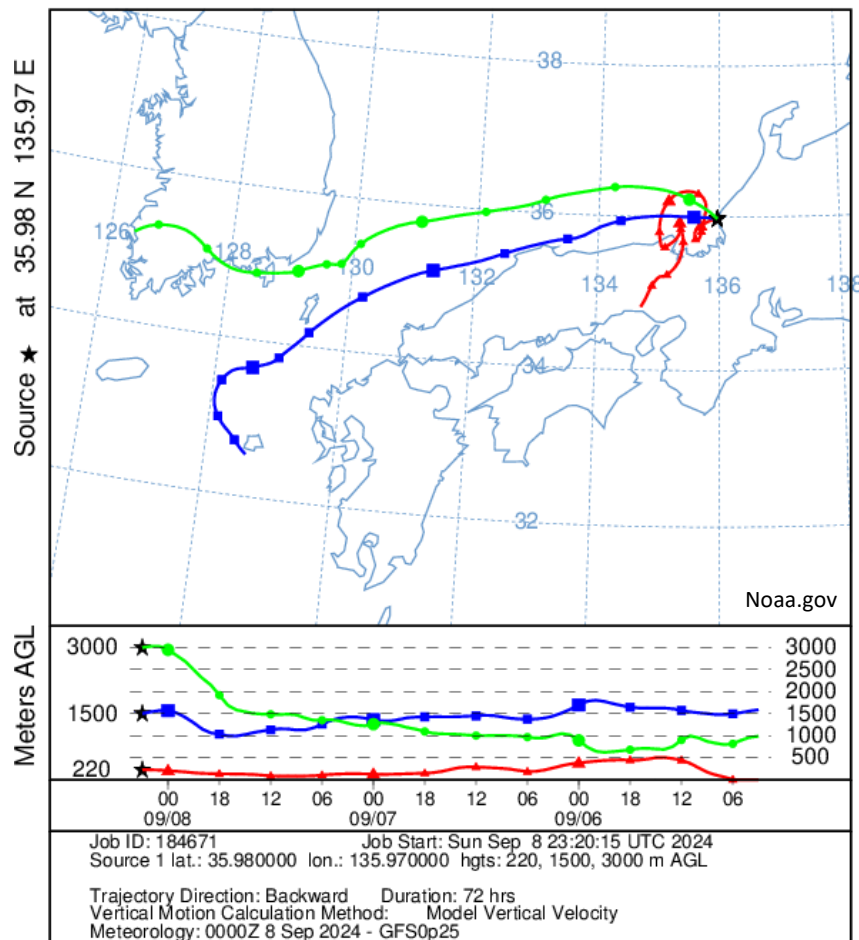 Source ★ at 35.98 N 135.97 E
38
126
128
36
130
132
134
136
138
34
32
Noaa.gov
Meters AGL
3000
1500
220
3000
2500
2000
1500
1000
500
00 18 12 06 00 18 12 06 00 18 12 06
09/08 09/07 09/06
Job ID: 184671 Job Start: Sun Sep 8 23:20:15 UTC 2024
Source 1 lat.: 35.980000 lon.: 135.970000 hgts: 220, 1500, 3000 m AGL
Trajectory Direction: Backward Duration: 72 hrs
Vertical Motion Calculation Method: Model Vertical Velocity
Meteorology: 0000Z 8 Sep 2024 - GFS0p25